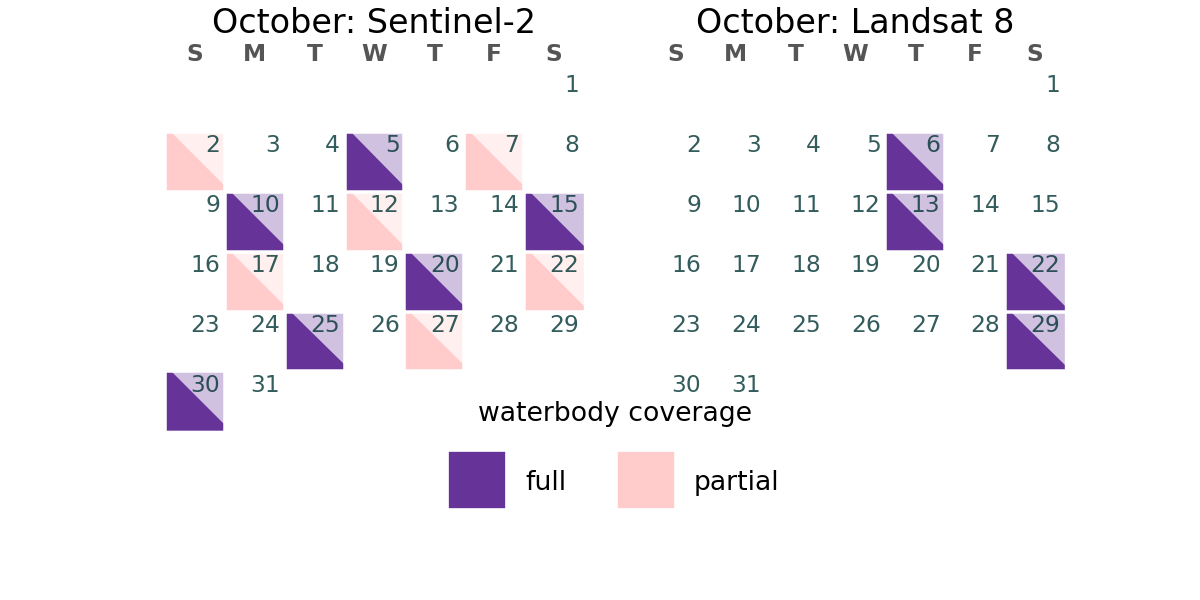 October: Sentinel-2
S M T W T F S
1
2 3 4 5 6 7 8
9 10 11 12 13 14 15
16 17 18 19 20 21 22
23 24 25 26 27 28 29
30 31
October: Landsat 8
S M T W T F S
1
2 3 4 5 6 7 8
9 10 11 12 13 14 15
16 17 18 19 20 21 22
23 24 25 26 27 28 29
30 31
waterbody coverage
full
partial